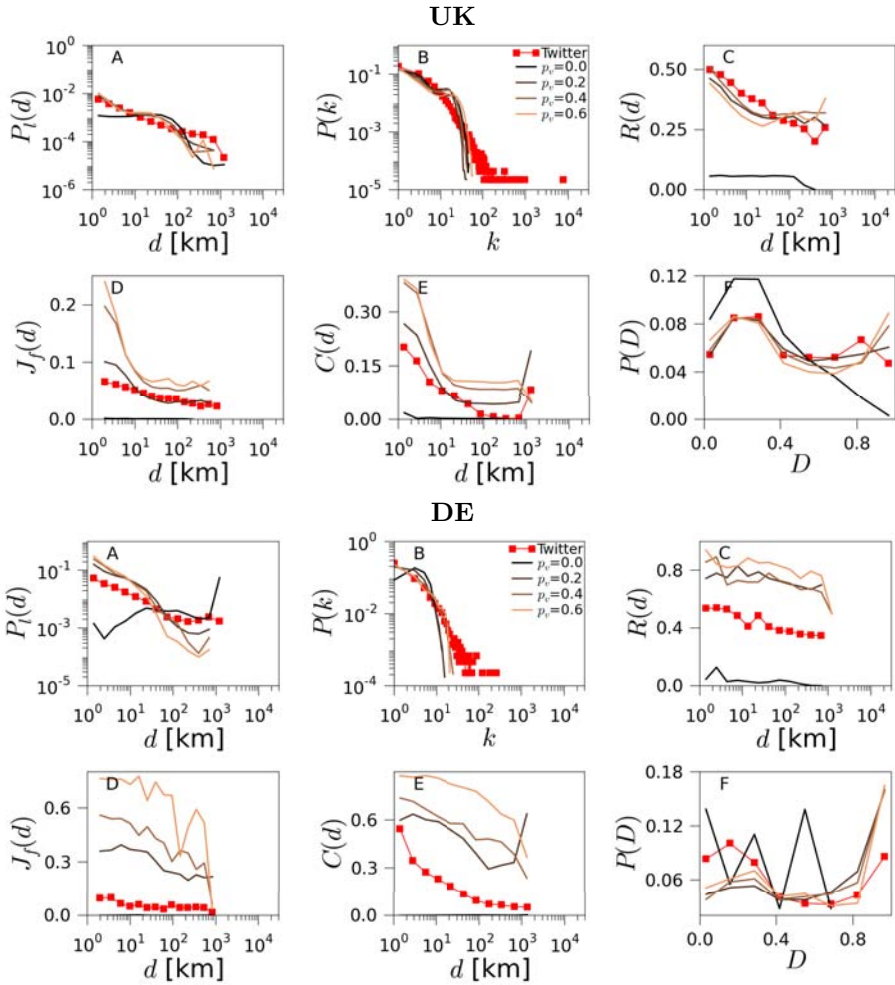 UK
A
P_l(d)
10^0
10^-2
10^-4
10^-6
10^0 10^1 10^2 10^3 10^4
d [km]
B
Twitter
p_v=0.0
p_v=0.2
p_v=0.4
p_v=0.6
P(k)
10^-1
10^-3
10^-5
10^0 10^2 10^4
k
C
R(d)
0.50
0.25
0.00
10^0 10^1 10^2 10^3 10^4
d [km]
D
J_f(d)
0.2
0.1
0.0
10^0 10^1 10^2 10^3 10^4
d [km]
E
C(d)
0.30
0.15
0.00
10^0 10^1 10^2 10^3 10^4
d [km]
P(D)
0.12
0.08
0.04
0.00
0.0 0.4 0.8
D
DE
A
P_l(d)
10^-1
10^-3
10^-5
10^0 10^1 10^2 10^3 10^4
d [km]
B
Twitter
p_v=0.0
p_v=0.2
p_v=0.4
p_v=0.6
P(k)
10^0
10^-2
10^-4
10^0 10^2 10^4
k
C
R(d)
0.8
0.4
0.0
10^0 10^1 10^2 10^3 10^4
d [km]
D
J_f(d)
0.6
0.3
0.0
10^0 10^1 10^2 10^3 10^4
d [km]
E
C(d)
0.6
0.3
0.0
10^0 10^1 10^2 10^3 10^4
d [km]
F
P(D)
0.18
0.12
0.06
0.0 0.4 0.8
D